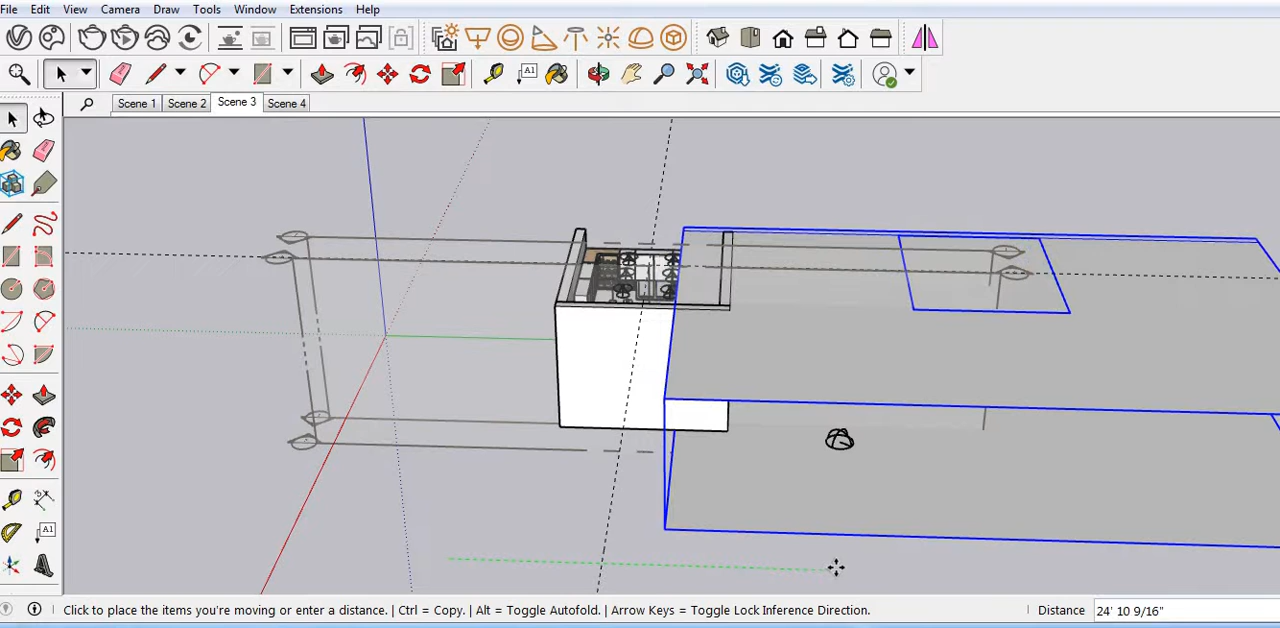 File Edit View Camera Draw Tools Window Extensions Help
A1
Scene 1 Scene 2 Scene 3 Scene 4
A1
Click to place the items you're moving or enter a distance. | Ctrl = Copy. | Alt = Toggle Autofold. | Arrow Keys = Toggle Lock Inference Direction. Distance 24' 10 9/16"